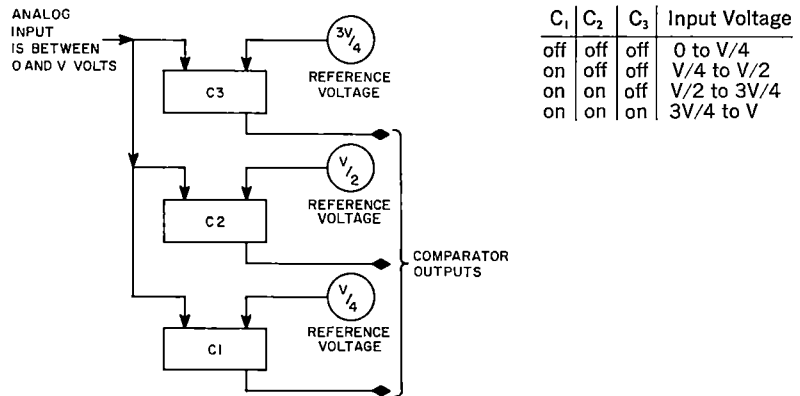 ANALOG
INPUT
IS BETWEEN
0 AND V VOLTS
3V/4
REFERENCE
VOLTAGE
C3
V/2
REFERENCE
VOLTAGE
C2
COMPARATOR
OUTPUTS
V/4
REFERENCE
VOLTAGE
C1
C₁ C₂ C₃ Input Voltage
off off off 0 to V/4
on off off V/4 to V/2
on on off V/2 to 3V/4
on on on 3V/4 to V